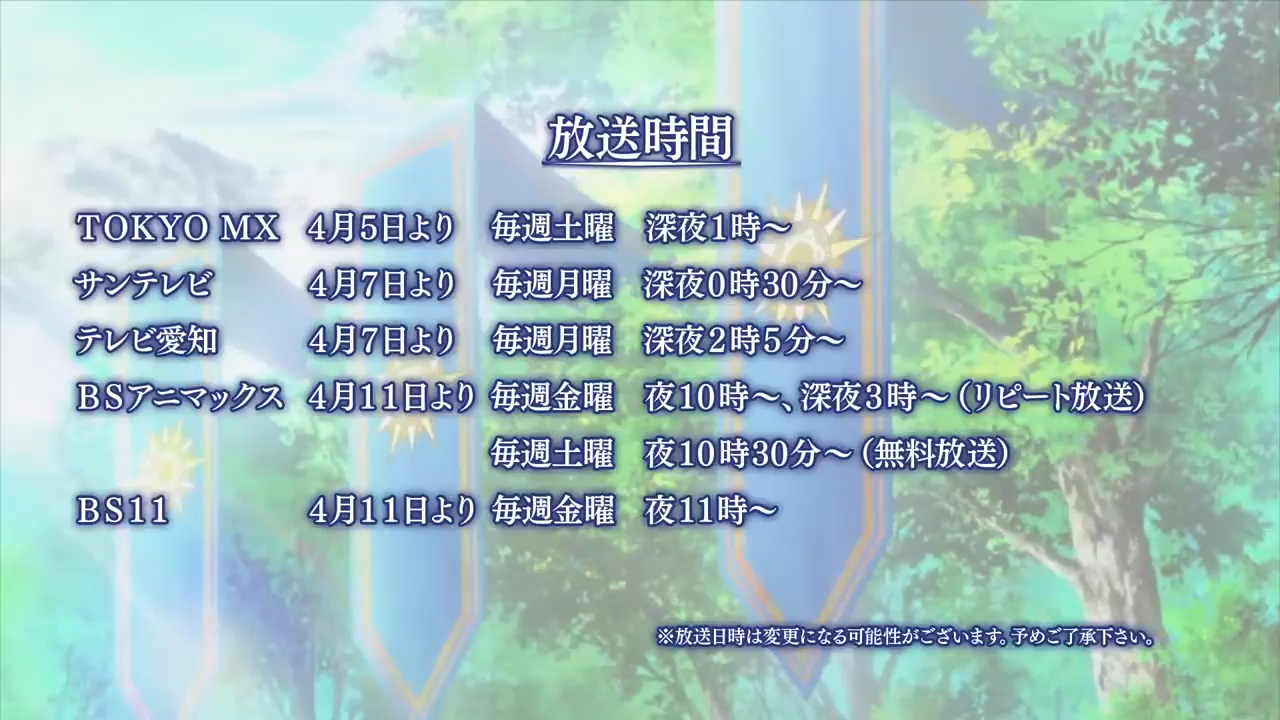 放送時間
TOKYO MX 4月5日より 毎週土曜 深夜1時～
サンテレビ 4月7日より 毎週月曜 深夜0時30分～
テレビ愛知 4月7日より 毎週月曜 深夜2時5分～
BSアニマックス 4月11日より 毎週金曜 夜10時～、深夜3時～（リピート放送）
毎週土曜 夜10時30分～（無料放送）
BS11 4月11日より 毎週金曜 夜11時～
※放送日時は変更になる可能性がございます。予めご了承下さい。